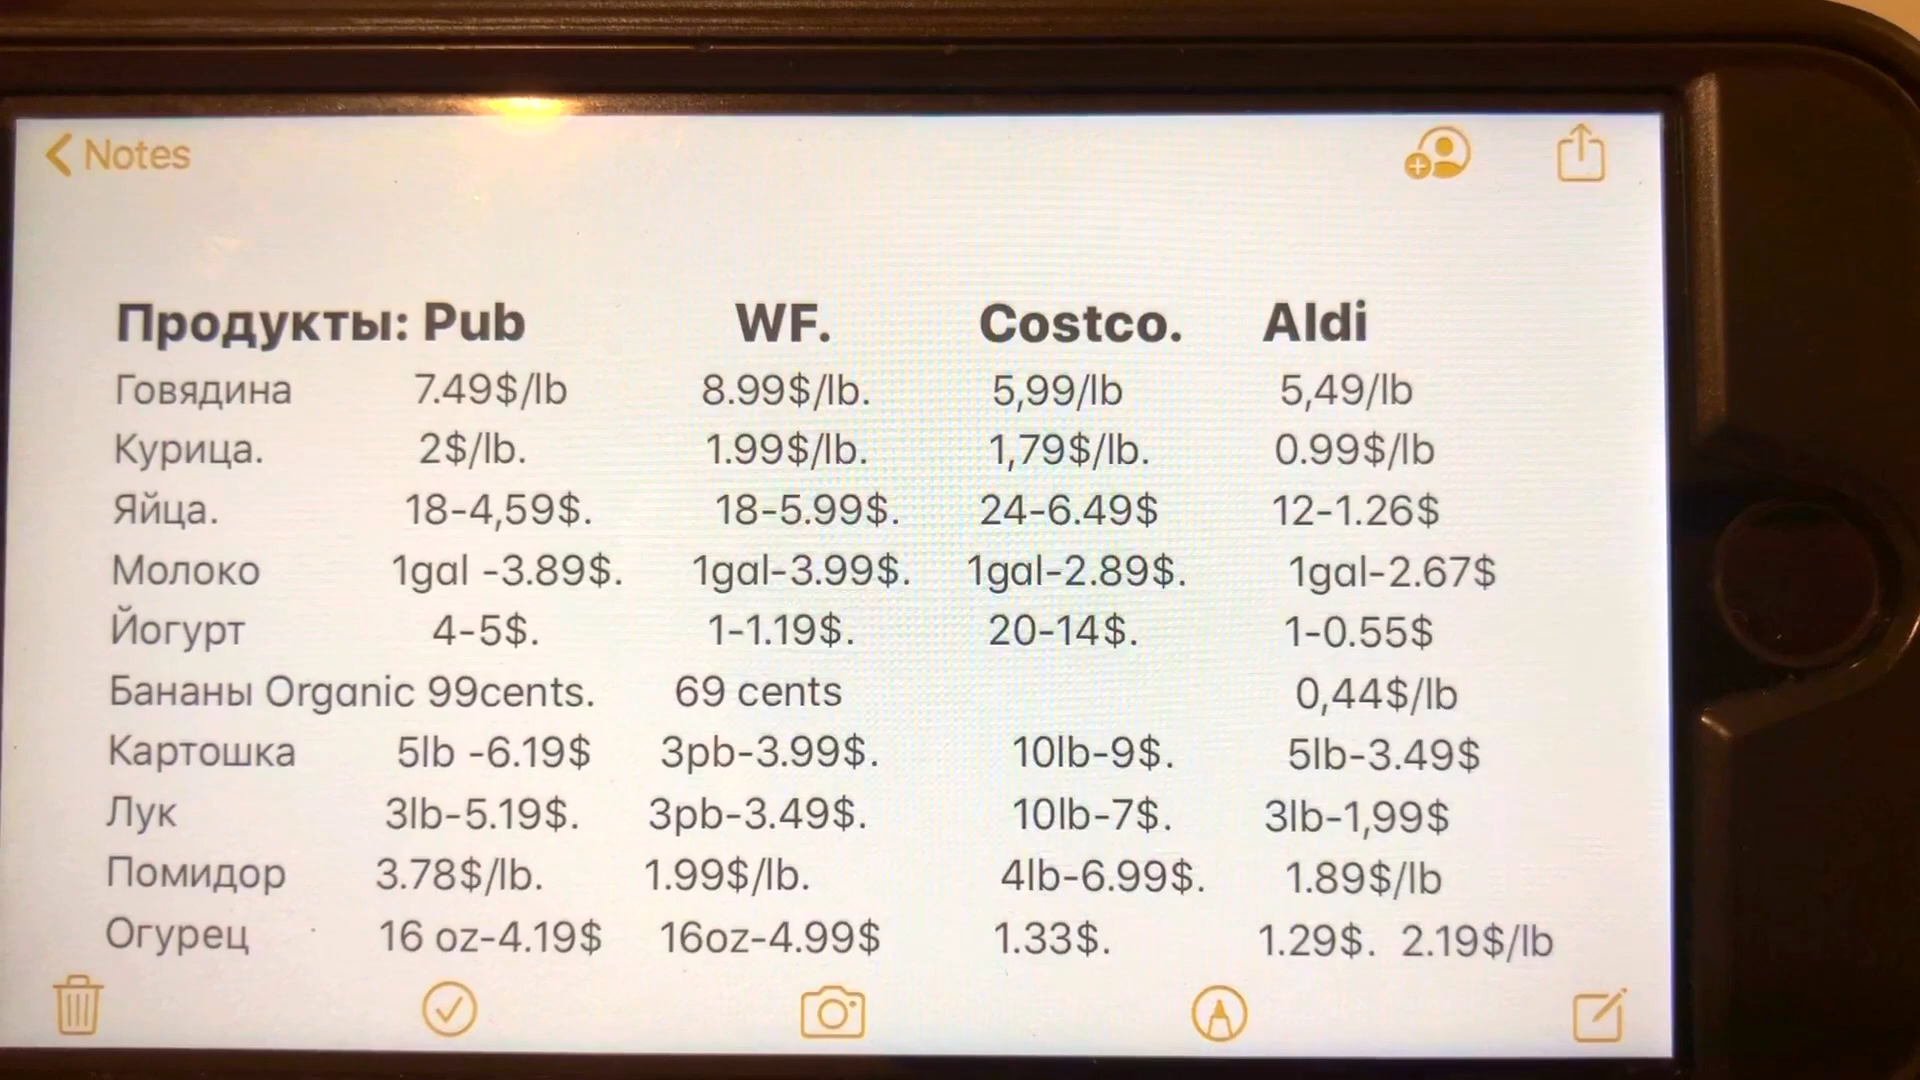 Notes
Продукты: Pub WF. Costco. Aldi
Говядина 7.49$/lb 8.99$/lb. 5,99/lb 5,49/lb
Курица. 2$/lb. 1.99$/lb. 1,79$/lb. 0.99$/lb
Яйца. 18-4,59$. 18-5.99$. 24-6.49$ 12-1.26$
Молоко 1gal -3.89$. 1gal-3.99$. 1gal-2.89$. 1gal-2.67$
Йогурт 4-5$. 1-1.19$. 20-14$. 1-0.55$
Бананы Organic 99cents. 69 cents 0,44$/lb
Картошка 5lb -6.19$ 3pb-3.99$. 10lb-9$. 5lb-3.49$
Лук 3lb-5.19$. 3pb-3.49$. 10lb-7$. 3lb-1,99$
Помидор 3.78$/lb. 1.99$/lb. 4lb-6.99$. 1.89$/lb
Огурец 16 oz-4.19$ 16oz-4.99$ 1.33$. 1.29$. 2.19$/lb